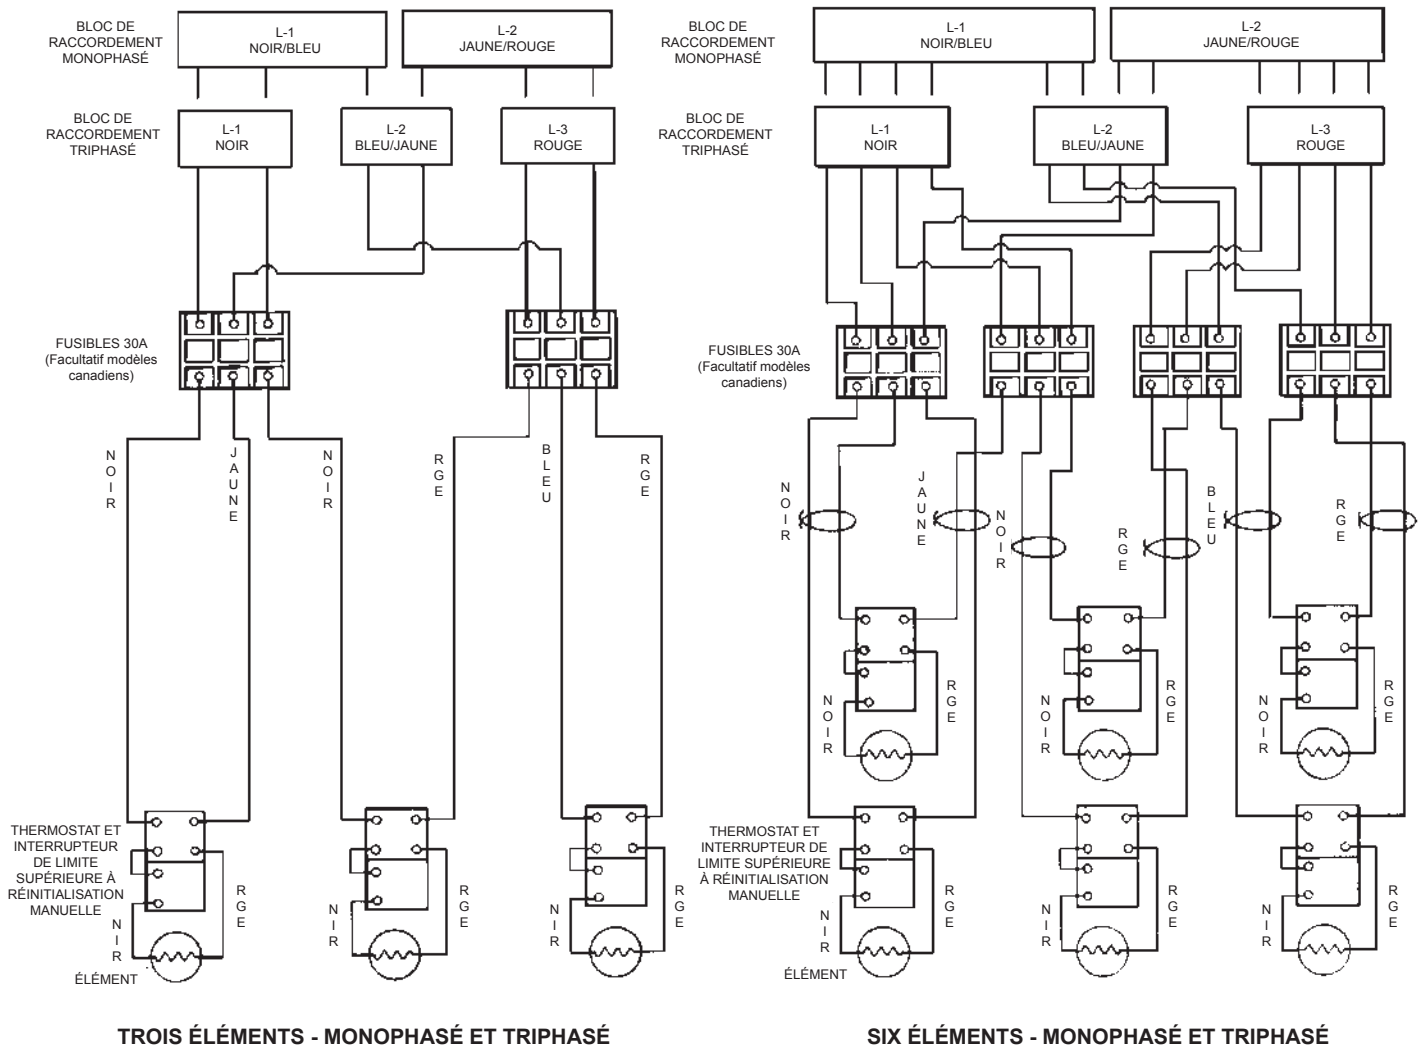 BLOC DE
RACCORDEMENT
MONOPHASÉ
L-1
NOIR/BLEU
L-2
JAUNE/ROUGE
BLOC DE
RACCORDEMENT
TRIPHASÉ
L-1
NOIR
L-2
BLEU/JAUNE
L-3
ROUGE
FUSIBLES 30A
(Facultatif modèles
canadiens)
NOIR
JAUNE
NOIR
RGE
BLEU
RGE
THERMOSTAT ET
INTERRUPTEUR
DE LIMITE
SUPÉRIEURE À
RÉINITIALISATION
MANUELLE
NIR
RGE
NIR
RGE
NIR
RGE
ÉLÉMENT
TROIS ÉLÉMENTS - MONOPHASÉ ET TRIPHASÉ
BLOC DE
RACCORDEMENT
MONOPHASÉ
L-1
NOIR/BLEU
L-2
JAUNE/ROUGE
BLOC DE
RACCORDEMENT
TRIPHASÉ
L-1
NOIR
L-2
BLEU/JAUNE
L-3
ROUGE
FUSIBLES 30A
(Facultatif modèles
canadiens)
NOIR
JAUNE
NOIR
RGE
BLEU
RGE
NOIR
RGE
NOIR
RGE
NOIR
RGE
THERMOSTAT ET
INTERRUPTEUR DE
LIMITE SUPÉRIEURE
À RÉINITIALISATION
MANUELLE
NOIR
RGE
NIR
RGE
NIR
RGE
ÉLÉMENT
SIX ÉLÉMENTS - MONOPHASÉ ET TRIPHASÉ